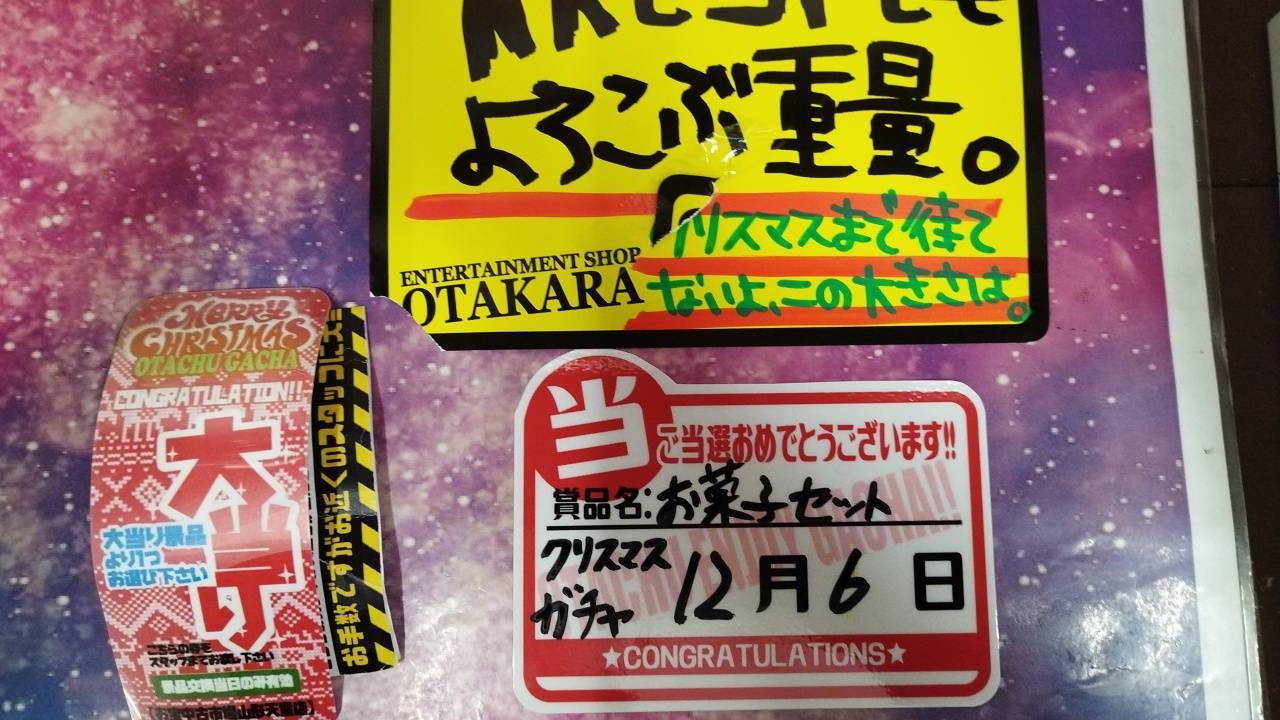 よろこぶ重量。
クリスマスまで待て
ないよ、この大きさは。
ENTERTAINMENT SHOP
OTAKARA
MERRY
CHRISTMAS
OTACHU GACHA
CONGRATULATION!!
大当り
大当り景品
より1つ
お選び下さい
こちらの券を
スタッフまでお渡し下さい
景品交換当日のみ有効
お手数ですがお近くのスタッフにス
当
ご当選おめでとうございます!!
賞品名:お菓子セット
クリスマス
ガチャ
12月6日
★CONGRATULATIONS★